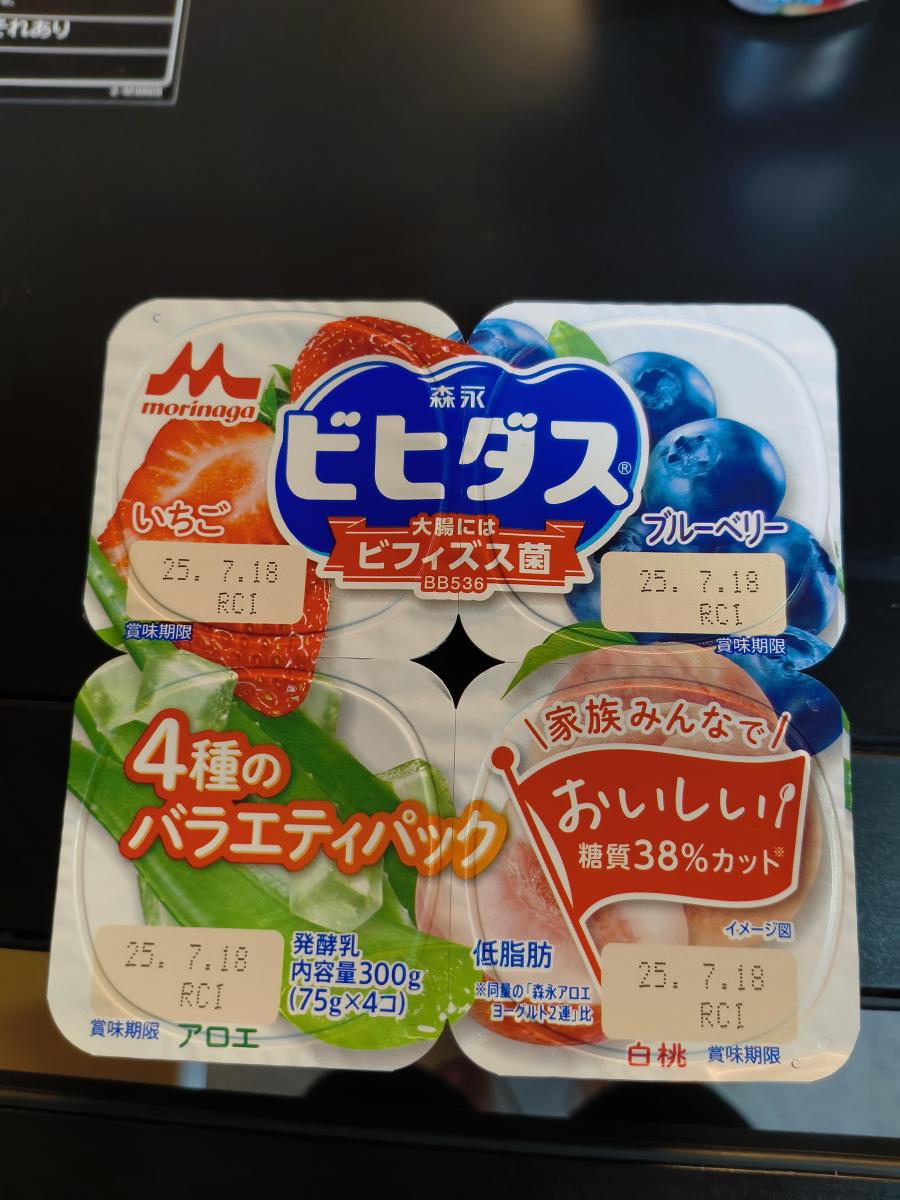 それあり
morinaga
森永
ビヒダス®
大腸には
ビフィズス菌
BB536
いちご
25. 7.18
RCI
賞味期限
ブルーベリー
25. 7.18
RCI
賞味期限
4種の
バラエティパック
\家族みんなで/
おいしい!
糖質38%カット※
イメージ図
25. 7.18
RCI
賞味期限 アロエ
発酵乳
内容量300g
(75g×4コ)
低脂肪
※同量の「森永アロエ
ヨーグルト2連」比
25. 7.18
RCI
白桃 賞味期限